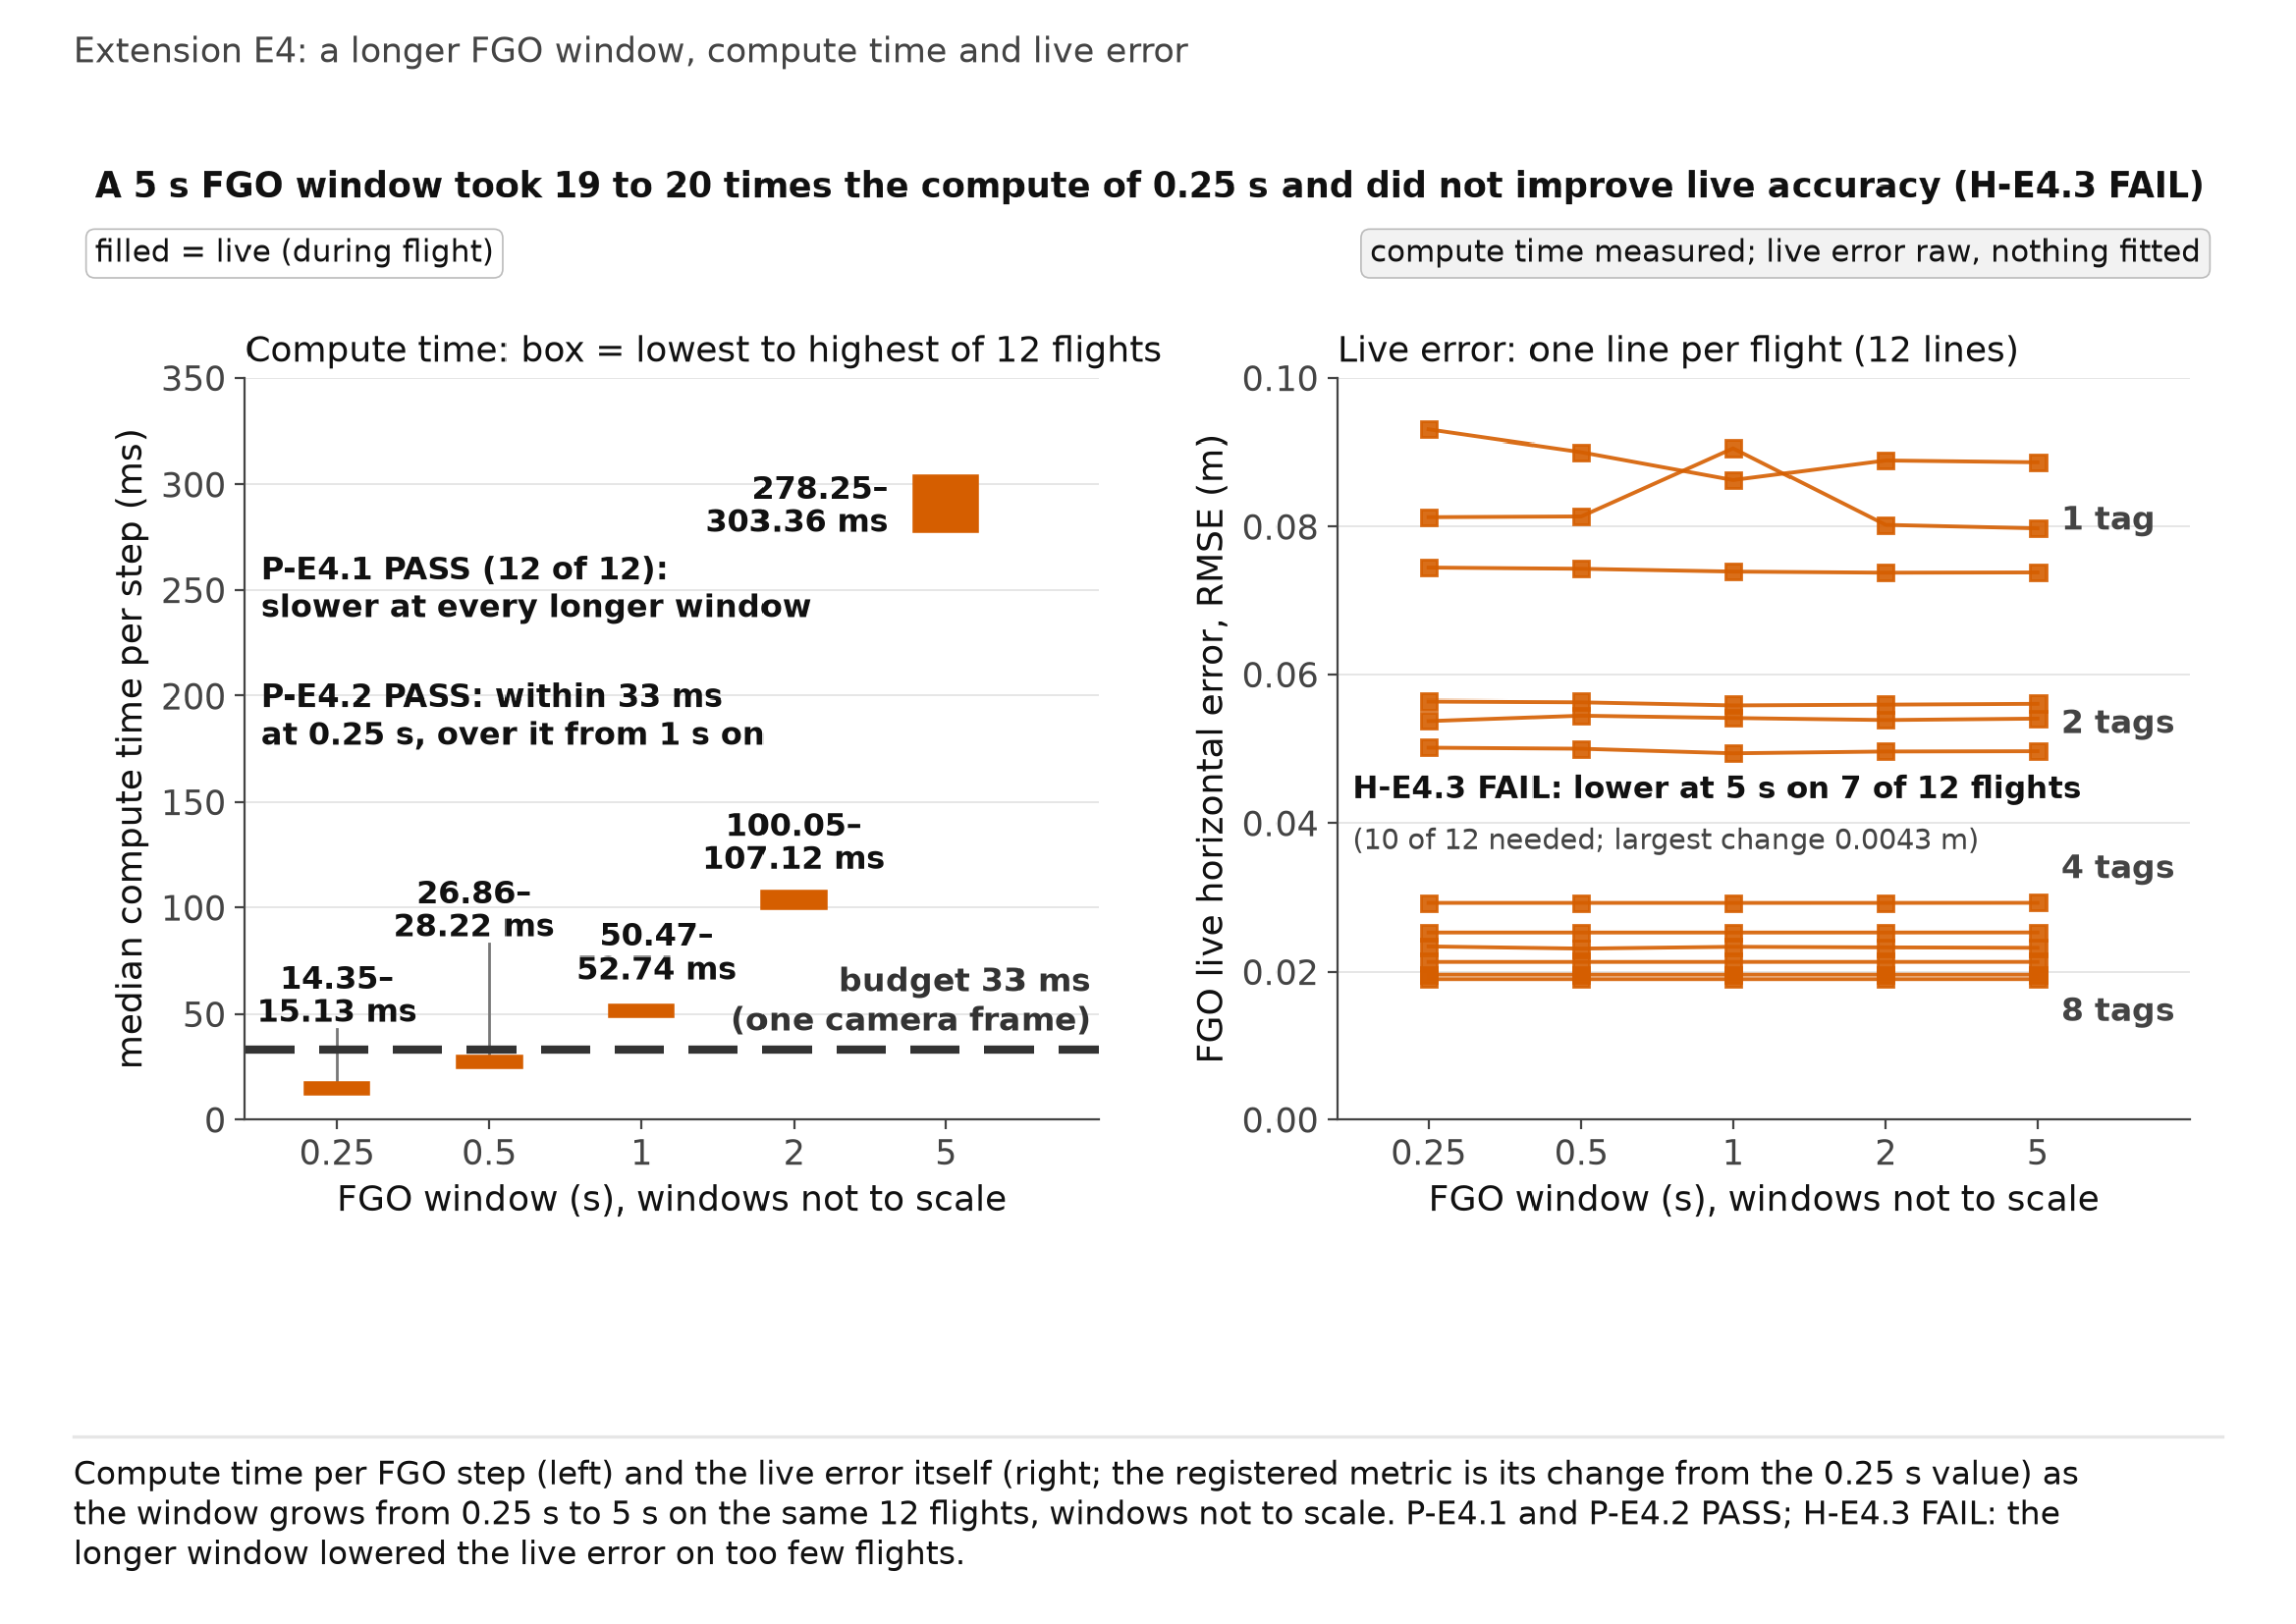 Extension E4: a longer FGO window, compute time and live error
A 5 s FGO window took 19 to 20 times the compute of 0.25 s and did not improve live accuracy (H-E4.3 FAIL)
filled = live (during flight)
compute time measured; live error raw, nothing fitted
Compute time: box = lowest to highest of 12 flights
median compute time per step (ms)
350
300
250
200
150
100
50
0
278.25–
303.36 ms
P-E4.1 PASS (12 of 12):
slower at every longer window
P-E4.2 PASS: within 33 ms
at 0.25 s, over it from 1 s on
100.05–
107.12 ms
26.86–
28.22 ms
50.47–
52.74 ms
14.35–
15.13 ms
budget 33 ms
(one camera frame)
0.25
0.5
1
2
5
FGO window (s), windows not to scale
Live error: one line per flight (12 lines)
FGO live horizontal error, RMSE (m)
0.10
0.08
0.06
0.04
0.02
0.00
1 tag
2 tags
H-E4.3 FAIL: lower at 5 s on 7 of 12 flights
(10 of 12 needed; largest change 0.0043 m)
4 tags
8 tags
0.25
0.5
1
2
5
FGO window (s), windows not to scale
Compute time per FGO step (left) and the live error itself (right; the registered metric is its change from the 0.25 s value) as
the window grows from 0.25 s to 5 s on the same 12 flights, windows not to scale. P-E4.1 and P-E4.2 PASS; H-E4.3 FAIL: the
longer window lowered the live error on too few flights.